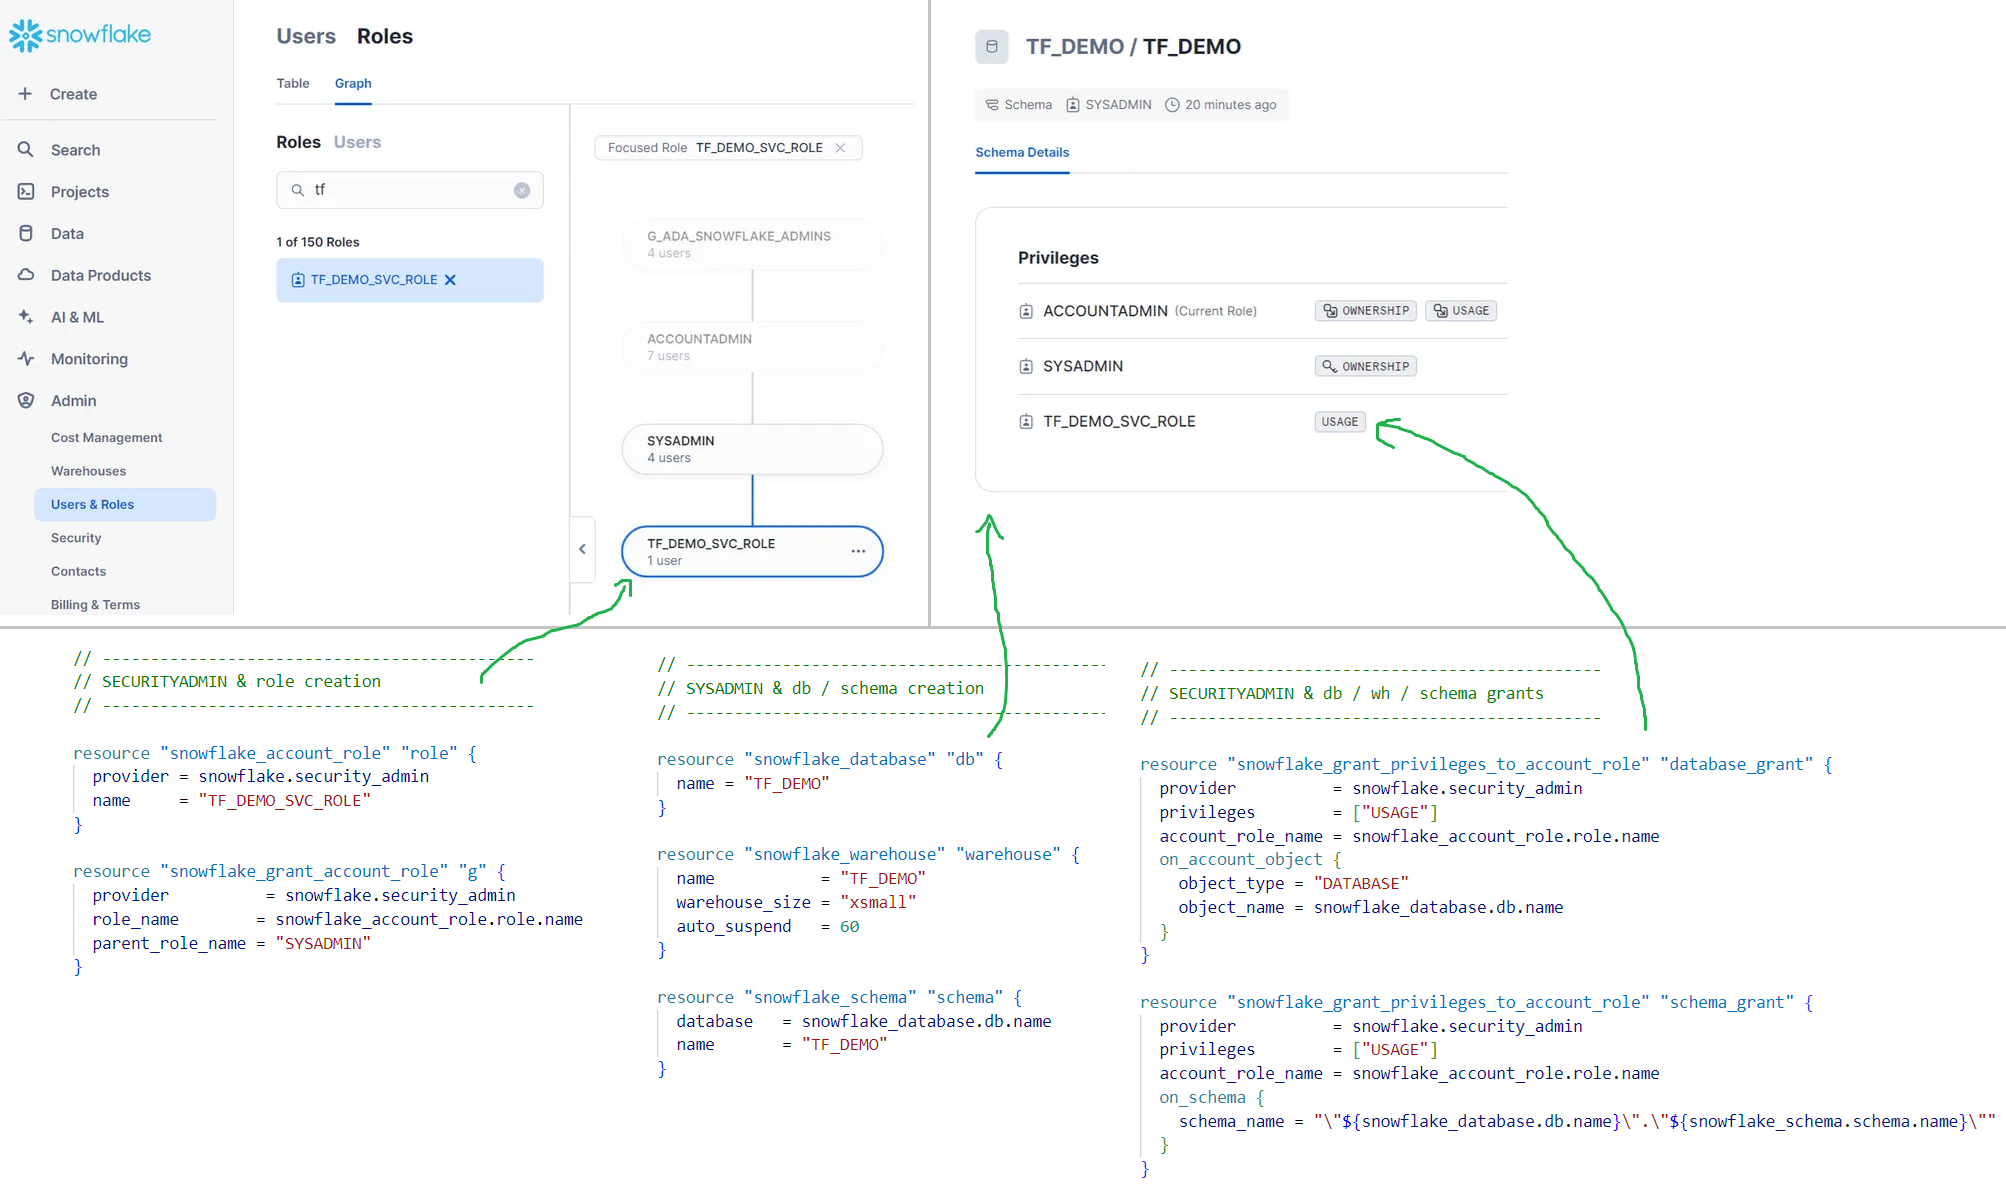 snowflake
Create
Search
Projects
Data
Data Products
AI & ML
Monitoring
Admin
Cost Management
Warehouses
Users & Roles
Security
Contacts
Billing & Terms
Users Roles
Table Graph
Roles Users
tf
1 of 150 Roles
TF_DEMO_SVC_ROLE
Focused Role TF_DEMO_SVC_ROLE
G_ADA_SNOWFLAKE_ADMINS
4 users
ACCOUNTADMIN
7 users
SYSADMIN
4 users
TF_DEMO_SVC_ROLE
1 user
TF_DEMO / TF_DEMO
Schema SYSADMIN 20 minutes ago
Schema Details
Privileges
ACCOUNTADMIN (Current Role) OWNERSHIP USAGE
SYSADMIN OWNERSHIP
TF_DEMO_SVC_ROLE USAGE
// ---------------------------------------------
// SECURITYADMIN & role creation
// ---------------------------------------------
resource "snowflake_account_role" "role" {
  provider = snowflake.security_admin
  name     = "TF_DEMO_SVC_ROLE"
}
resource "snowflake_grant_account_role" "g" {
  provider          = snowflake.security_admin
  role_name        = snowflake_account_role.role.name
  parent_role_name = "SYSADMIN"
}
// --------------------------------------------
// SYSADMIN & db / schema creation
// --------------------------------------------
resource "snowflake_database" "db" {
  name = "TF_DEMO"
}
resource "snowflake_warehouse" "warehouse" {
  name           = "TF_DEMO"
  warehouse_size = "xsmall"
  auto_suspend   = 60
}
resource "snowflake_schema" "schema" {
  database   = snowflake_database.db.name
  name       = "TF_DEMO"
}
// ---------------------------------------------
// SECURITYADMIN & db / wh / schema grants
// ---------------------------------------------
resource "snowflake_grant_privileges_to_account_role" "database_grant" {
  provider          = snowflake.security_admin
  privileges        = ["USAGE"]
  account_role_name = snowflake_account_role.role.name
  on_account_object {
    object_type = "DATABASE"
    object_name = snowflake_database.db.name
  }
}
resource "snowflake_grant_privileges_to_account_role" "schema_grant" {
  provider          = snowflake.security_admin
  privileges        = ["USAGE"]
  account_role_name = snowflake_account_role.role.name
  on_schema {
    schema_name = "\"${snowflake_database.db.name}\".\"${snowflake_schema.schema.name}\""
  }
}